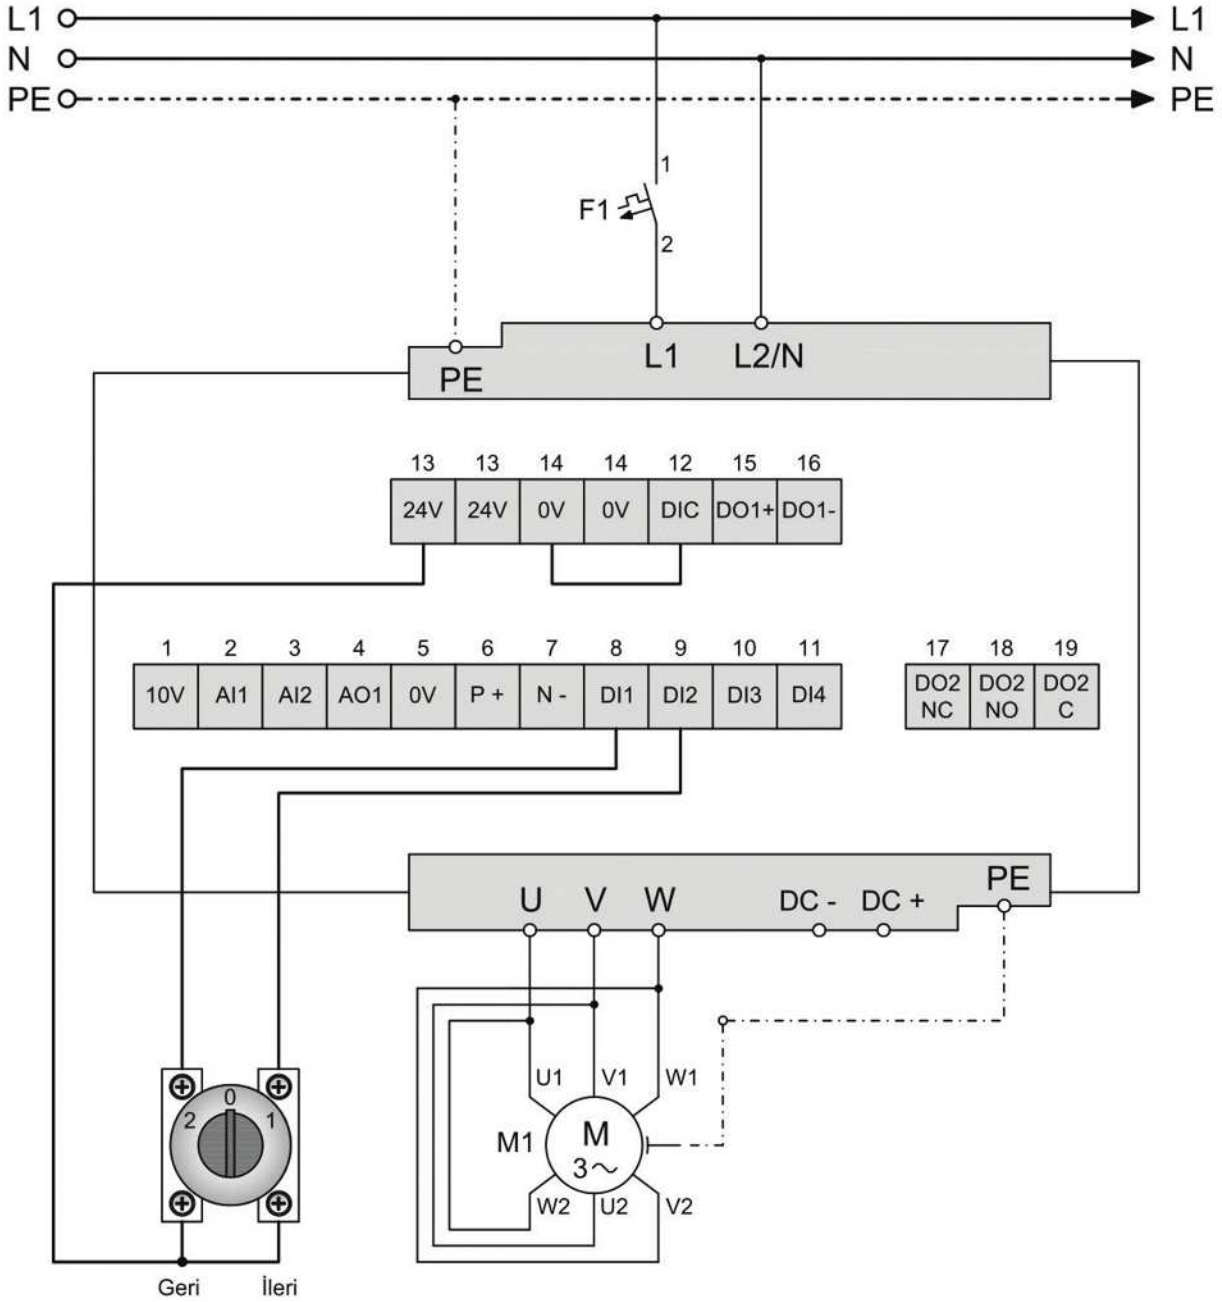 L1 L1
N N
PE PE
1
F1
2
L1 L2/N
PE
13 13 14 14 12 15 16
24V 24V 0V 0V DIC DO1+ DO1-
1 2 3 4 5 6 7 8 9 10 11 17 18 19
10V AI1 AI2 AO1 0V P + N - DI1 DI2 DI3 DI4 DO2 NC DO2 NO DO2 C
PE
U V W DC - DC +
U1 V1 W1
0
2 1
M1 M
3~
W2 U2 V2
Geri İleri